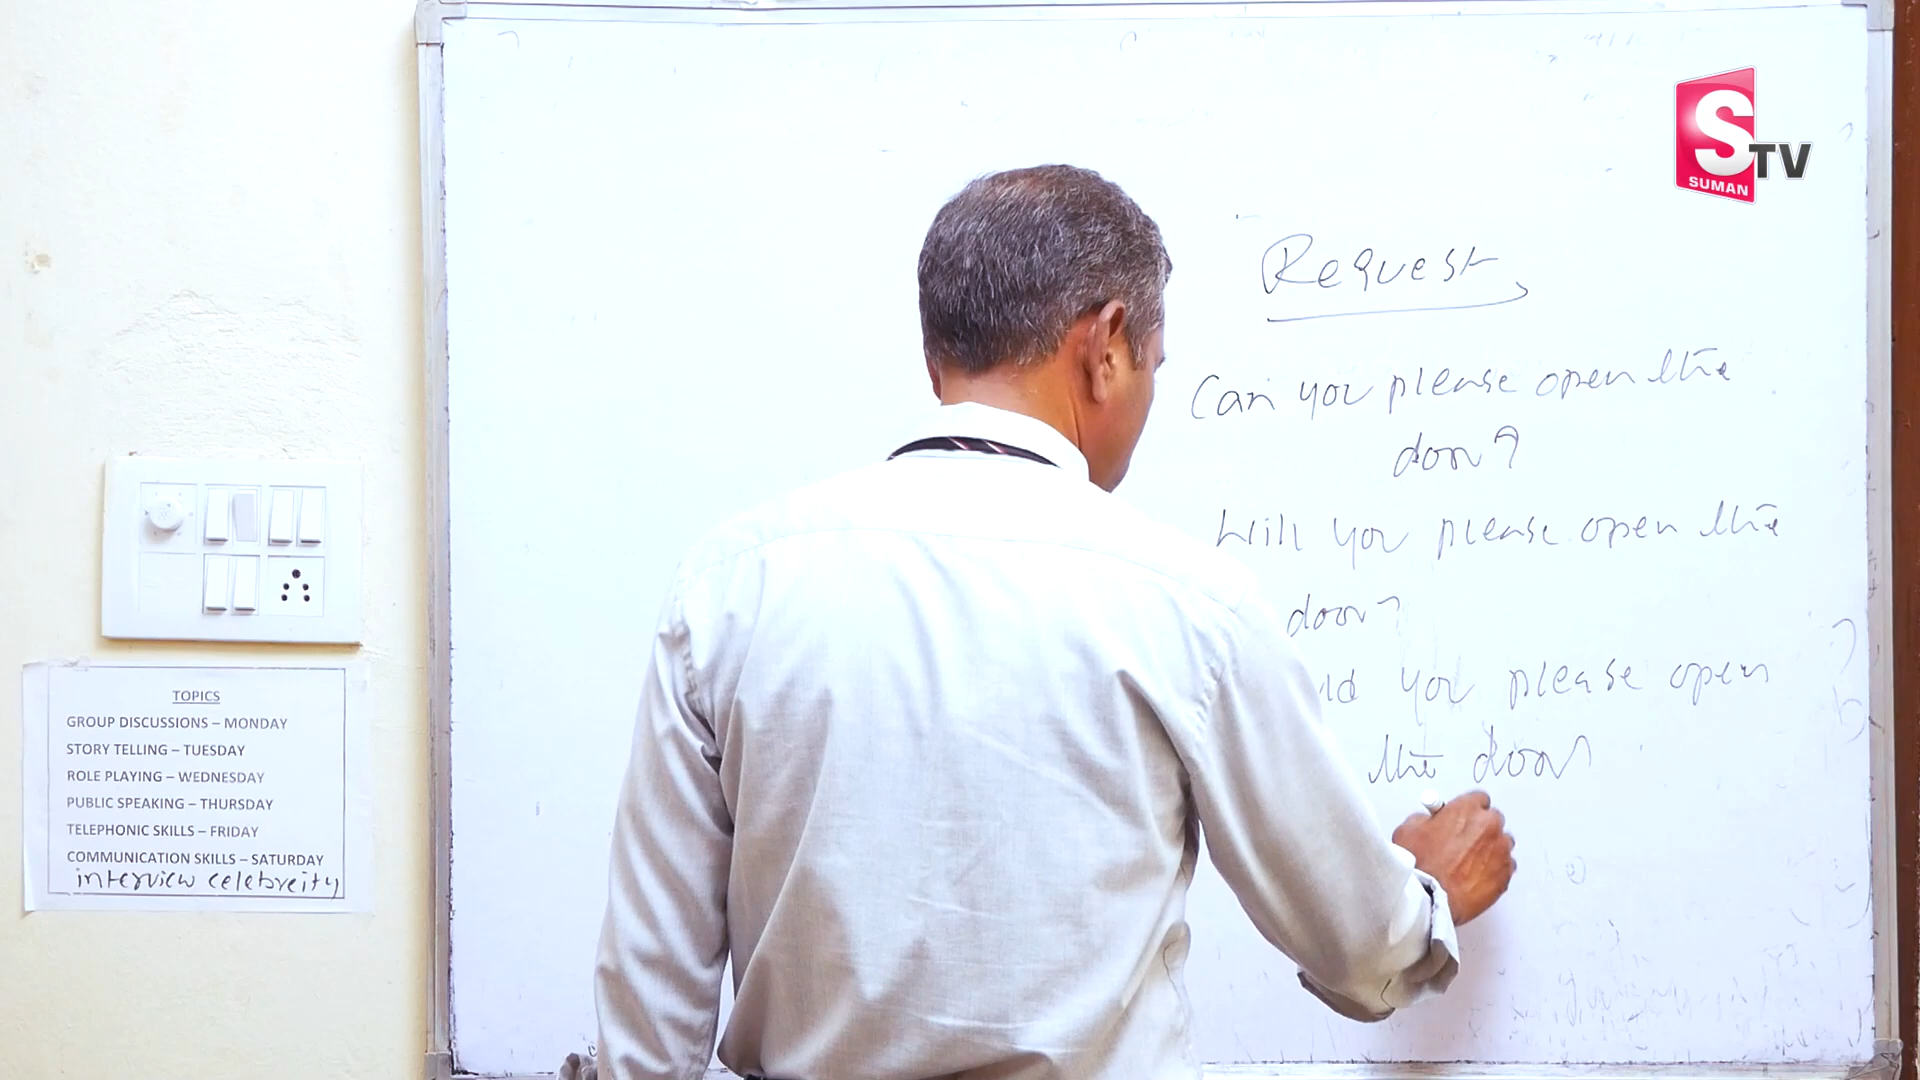 S TV
SUMAN
Request
Can you please open the
door?
Will you please open the
door?
you please open
the door
TOPICS
GROUP DISCUSSIONS – MONDAY
STORY TELLING – TUESDAY
ROLE PLAYING – WEDNESDAY
PUBLIC SPEAKING – THURSDAY
TELEPHONIC SKILLS – FRIDAY
COMMUNICATION SKILLS – SATURDAY
interview celebreity